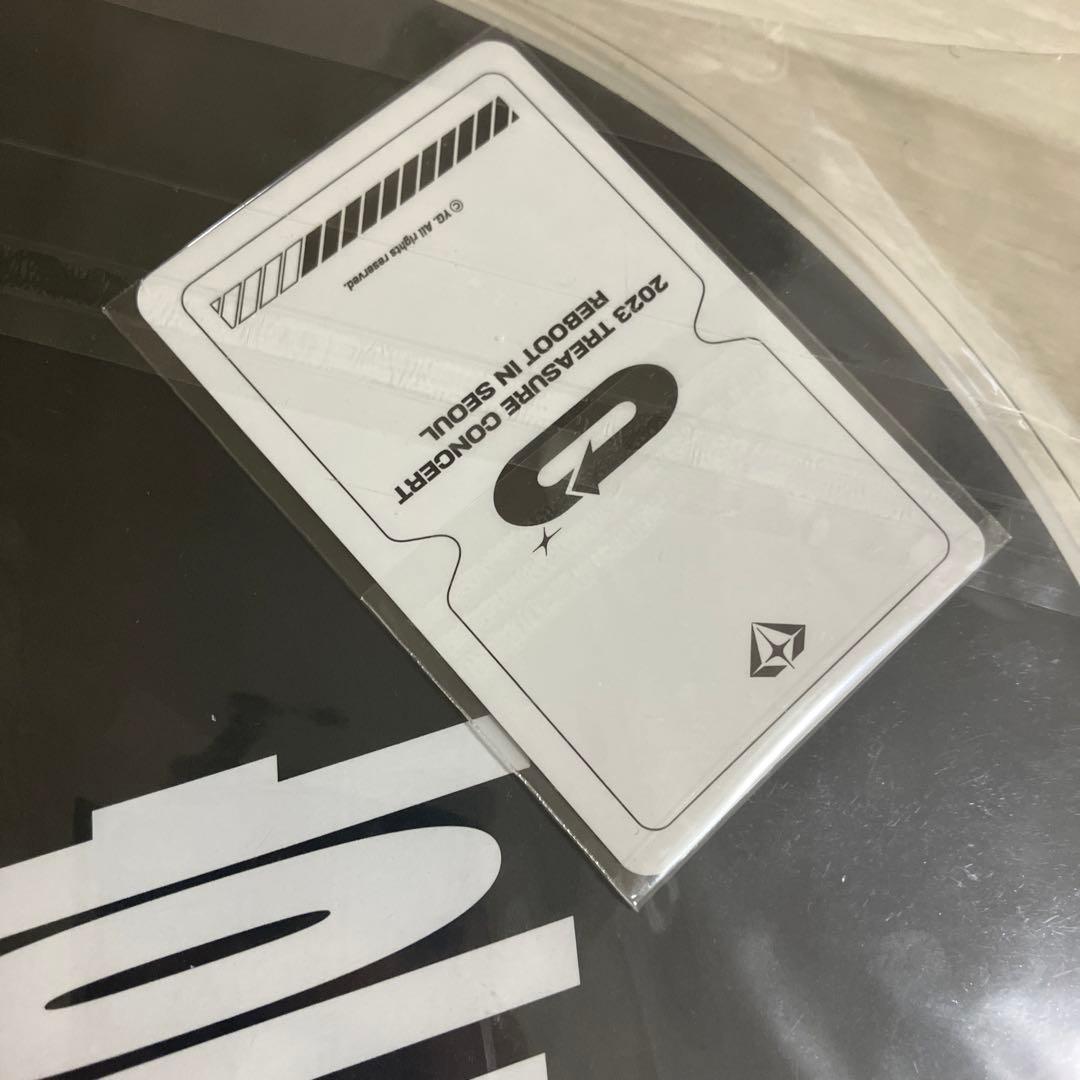 2023 TREASURE CONCERT
REBOOT IN SEOUL
© YG. All rights reserved.